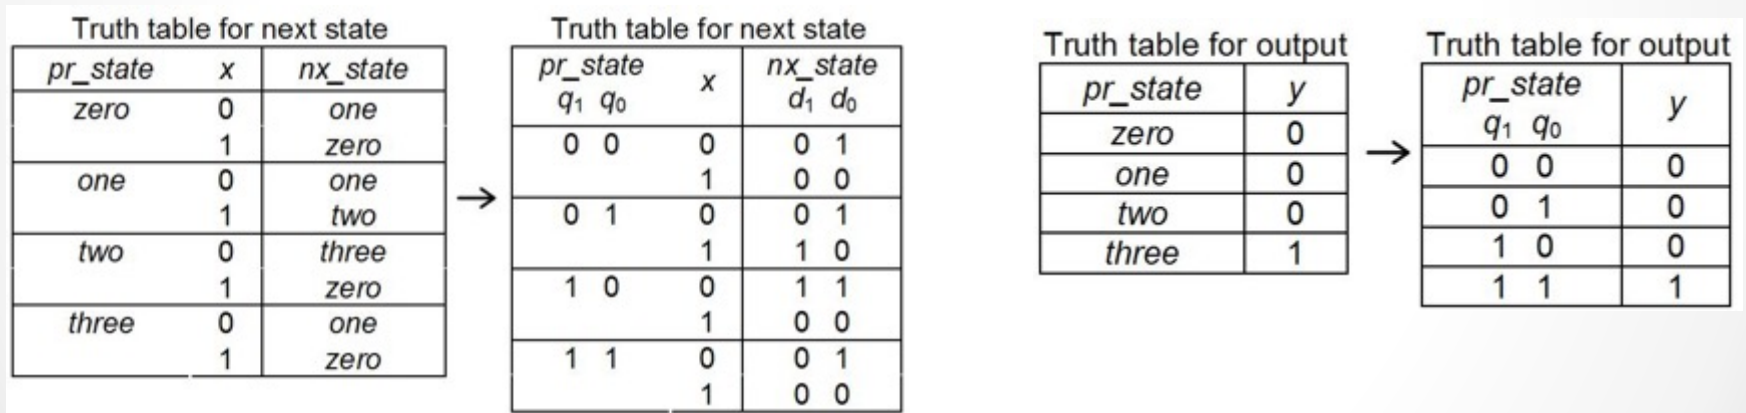 Truth table for next state
pr_state x nx_state
zero 0 one
1 zero
one 0 one
1 two
two 0 three
1 zero
three 0 one
1 zero
→
Truth table for next state
pr_state x nx_state
q₁ q₀ d₁ d₀
0 0 0 0 1
1 0 0
0 1 0 0 1
1 1 0
1 0 0 1 1
1 0 0
1 1 0 0 1
1 0 0
Truth table for output
pr_state y
zero 0
one 0
two 0
three 1
→
Truth table for output
pr_state y
q₁ q₀
0 0 0
0 1 0
1 0 0
1 1 1